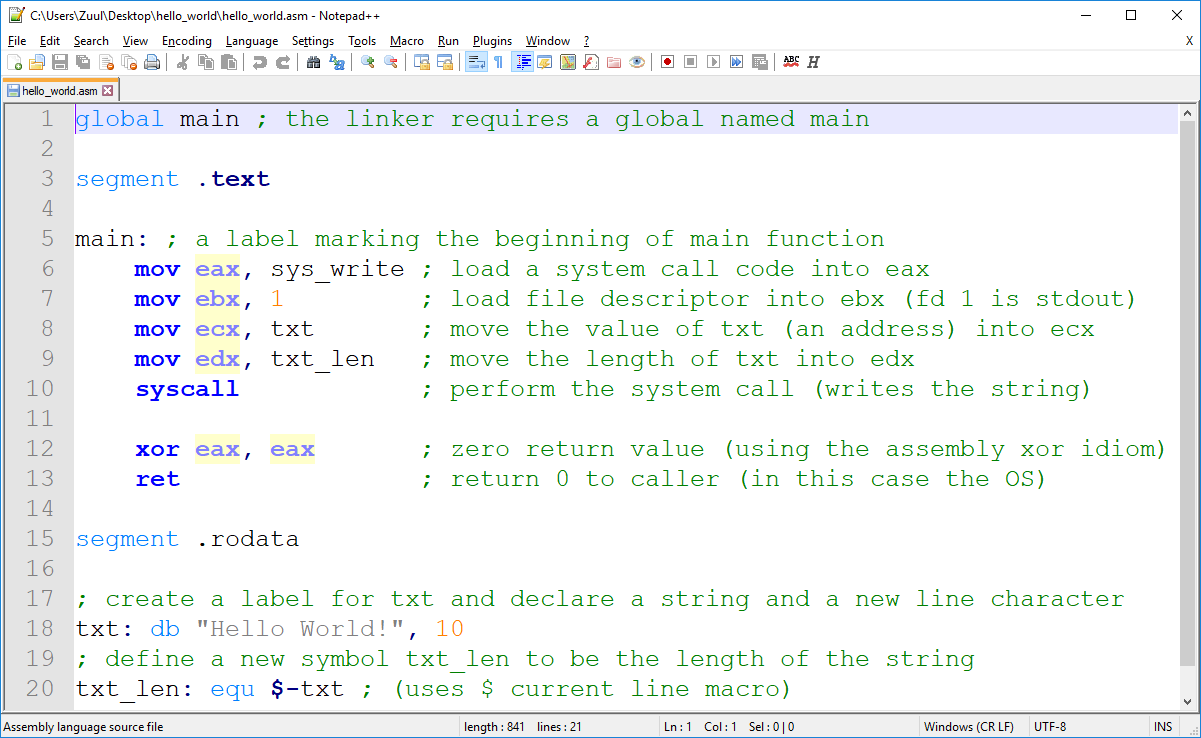 C:\Users\Zuul\Desktop\hello_world\hello_world.asm - Notepad++
File Edit Search View Encoding Language Settings Tools Macro Run Plugins Window ? X
ABC H
hello_world.asm
1 global main ; the linker requires a global named main
2
3 segment .text
4
5 main: ; a label marking the beginning of main function
6     mov eax, sys_write ; load a system call code into eax
7     mov ebx, 1         ; load file descriptor into ebx (fd 1 is stdout)
8     mov ecx, txt       ; move the value of txt (an address) into ecx
9     mov edx, txt_len   ; move the length of txt into edx
10     syscall            ; perform the system call (writes the string)
11
12     xor eax, eax       ; zero return value (using the assembly xor idiom)
13     ret                ; return 0 to caller (in this case the OS)
14
15 segment .rodata
16
17 ; create a label for txt and declare a string and a new line character
18 txt: db "Hello World!", 10
19 ; define a new symbol txt_len to be the length of the string
20 txt_len: equ $-txt ; (uses $ current line macro)
Assembly language source file length : 841 lines : 21 Ln : 1 Col : 1 Sel : 0 | 0 Windows (CR LF) UTF-8 INS